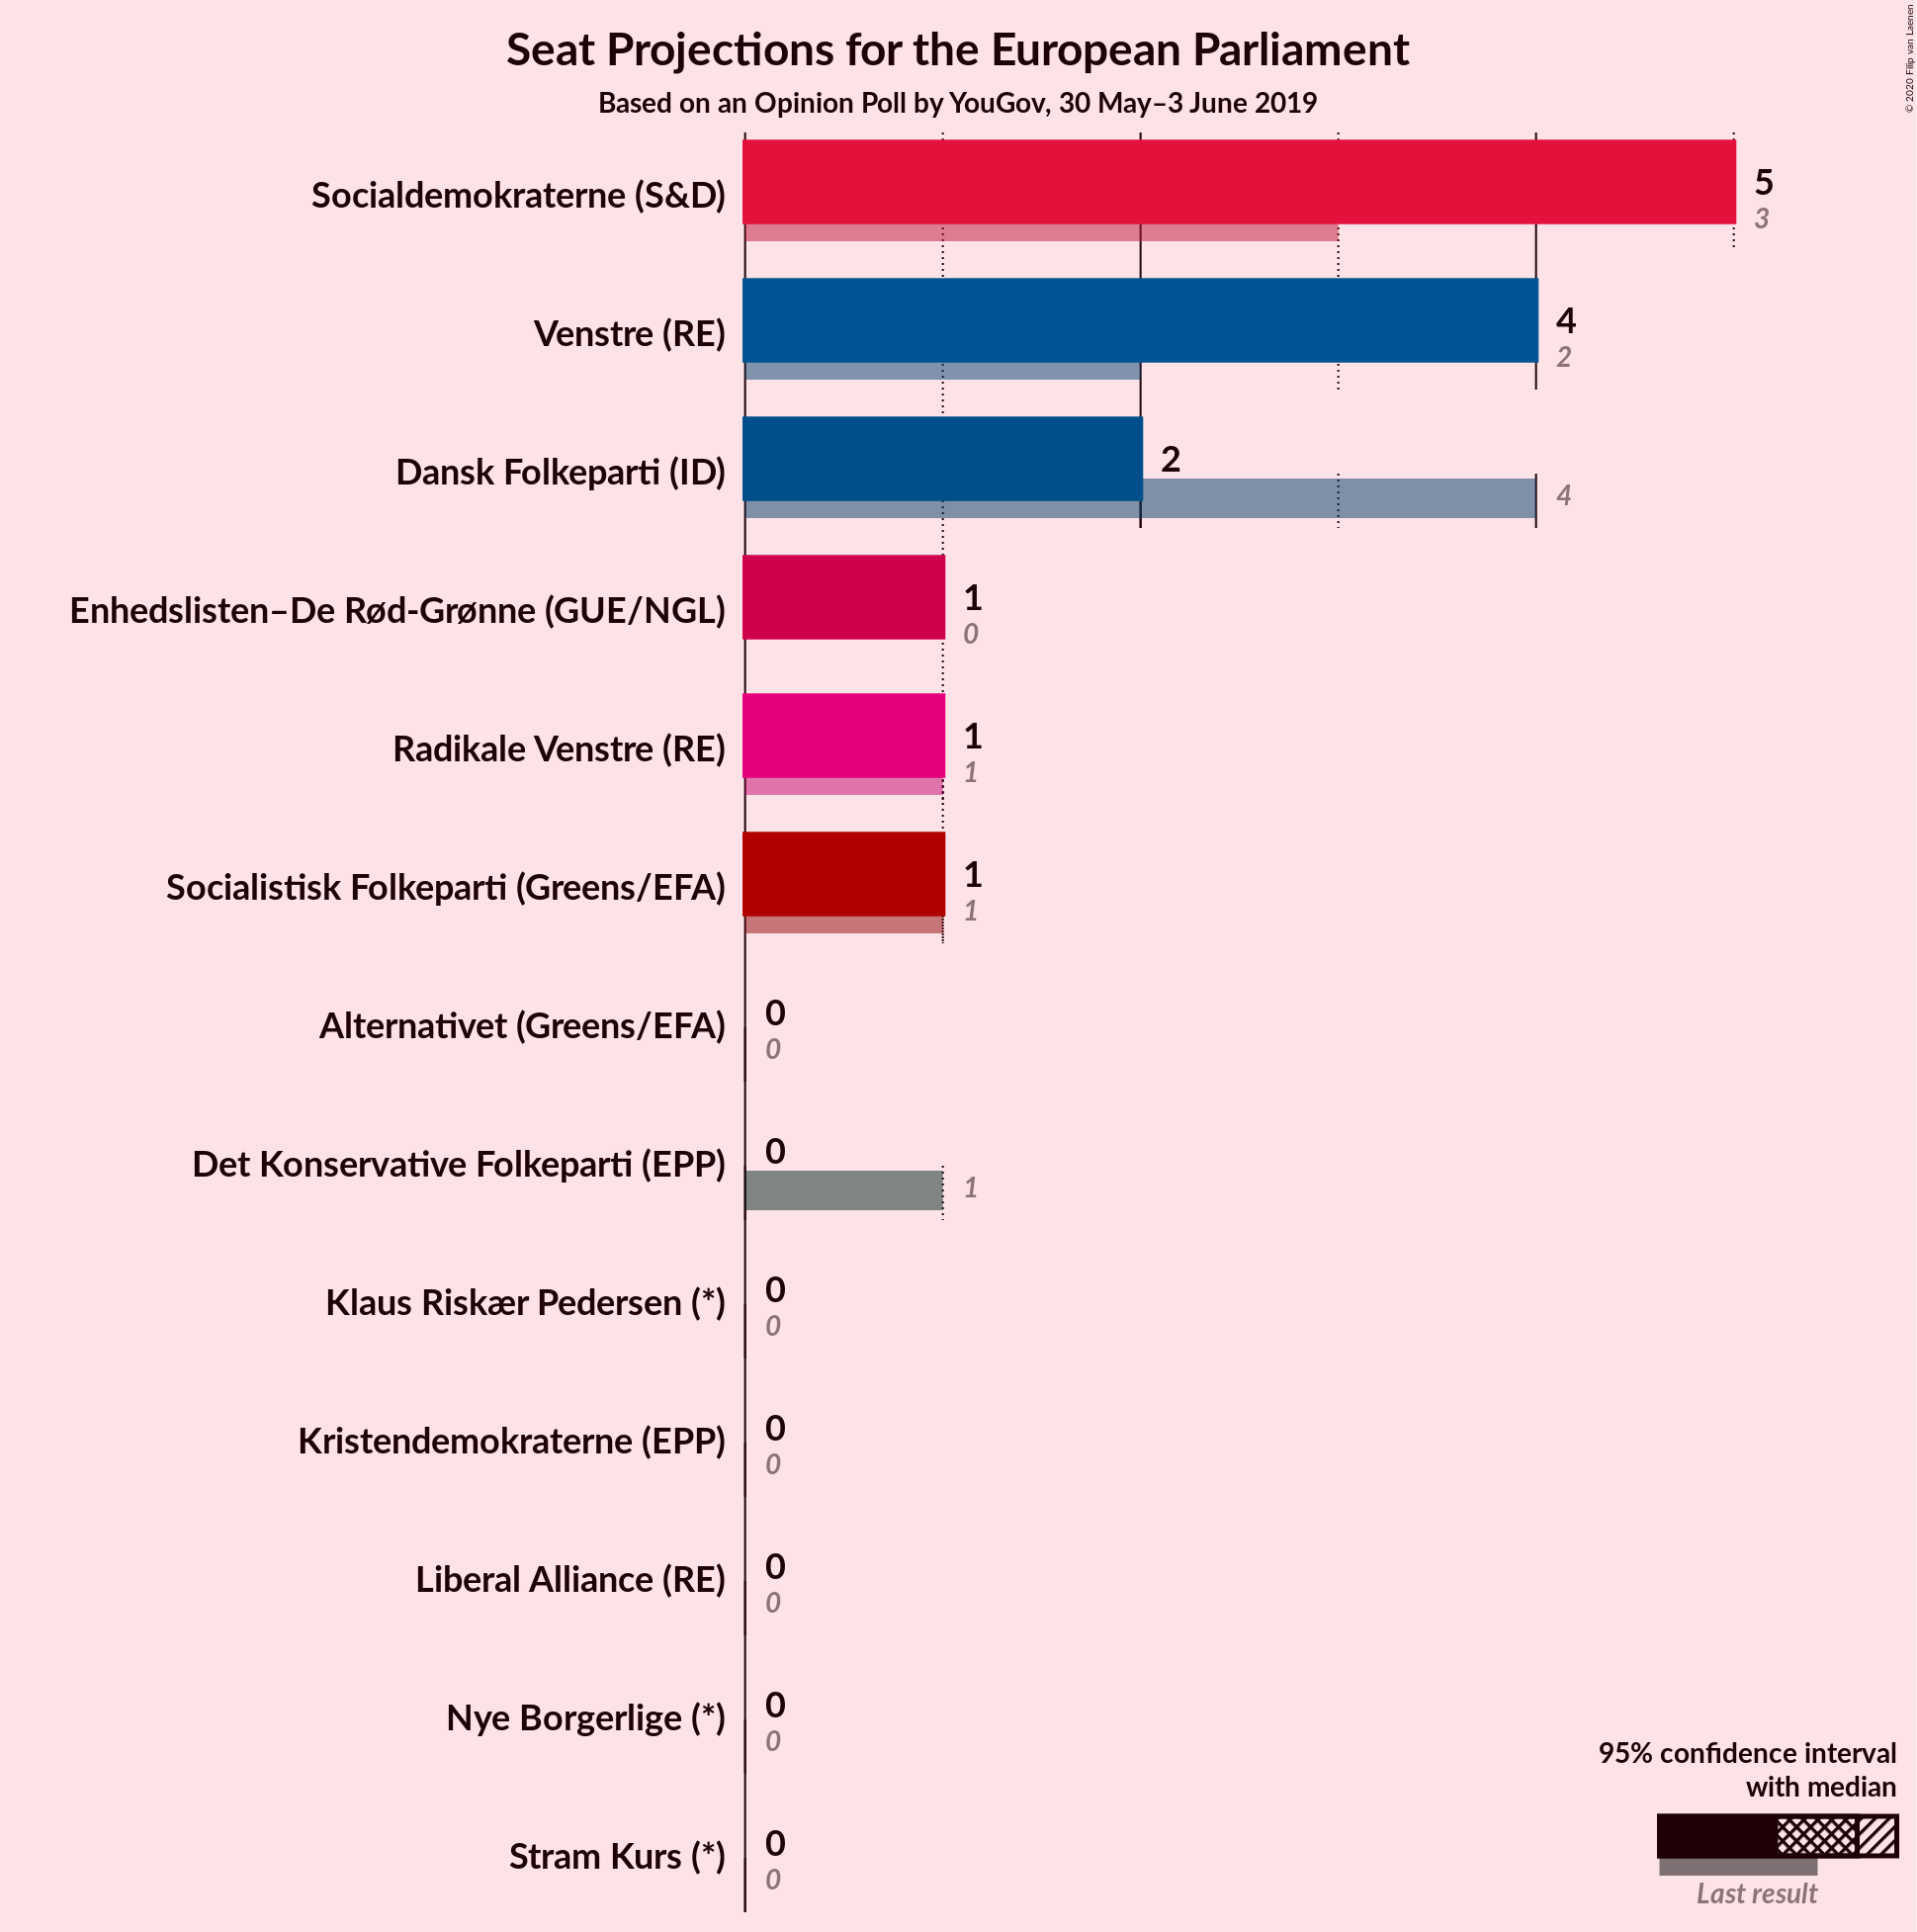 Seat Projections for the European Parliament
Based on an Opinion Poll by YouGov, 30 May–3 June 2019
© 2020 Filip van Laenen
Socialdemokraterne (S&D)
5
3
Venstre (RE)
4
2
Dansk Folkeparti (ID)
2
4
Enhedslisten–De Rød-Grønne (GUE/NGL)
1
0
Radikale Venstre (RE)
1
1
Socialistisk Folkeparti (Greens/EFA)
1
1
Alternativet (Greens/EFA)
0
0
Det Konservative Folkeparti (EPP)
0
1
Klaus Riskær Pedersen (*)
0
0
Kristendemokraterne (EPP)
0
0
Liberal Alliance (RE)
0
0
Nye Borgerlige (*)
0
0
Stram Kurs (*)
0
0
95% confidence interval
with median
Last result